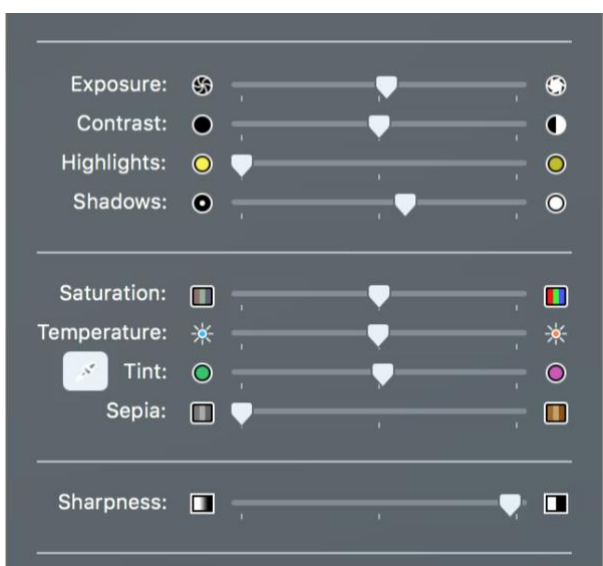 Exposure:
Contrast:
Highlights:
Shadows:
Saturation:
Temperature:
Tint:
Sepia:
Sharpness: